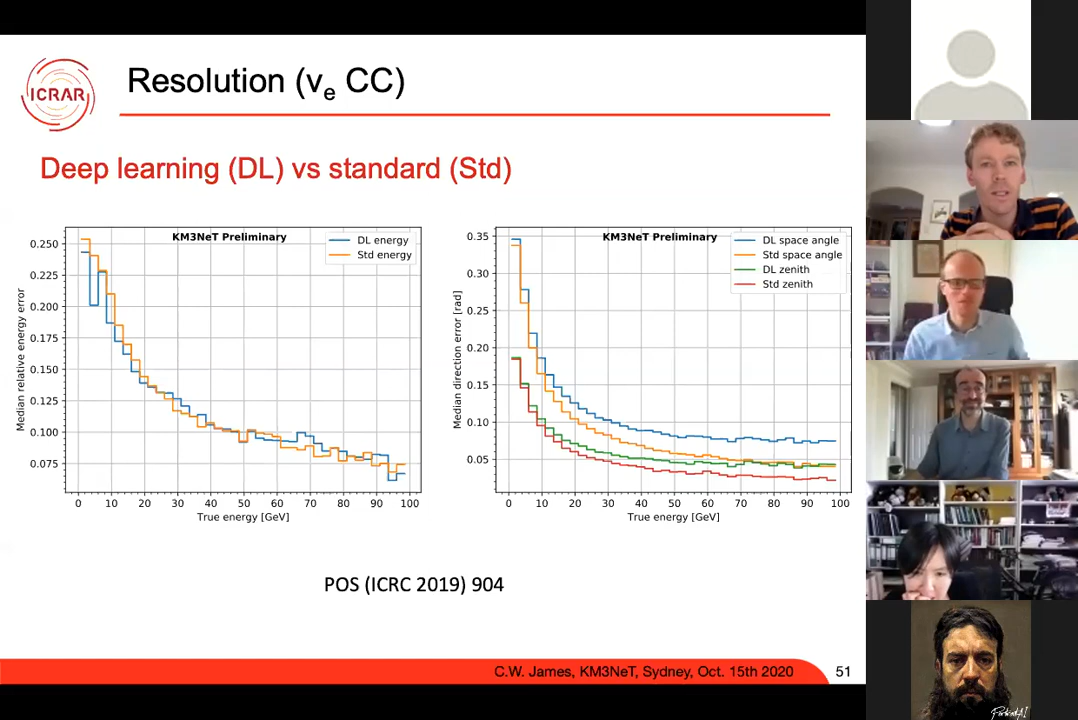 ICRAR
Resolution (νe CC)
Deep learning (DL) vs standard (Std)
KM3NeT Preliminary
DL energy
Std energy
Median relative energy error
0.250
0.225
0.200
0.175
0.150
0.125
0.100
0.075
0 10 20 30 40 50 60 70 80 90 100
True energy [GeV]
KM3NeT Preliminary
DL space angle
Std space angle
DL zenith
Std zenith
Median direction error [rad]
0.35
0.30
0.25
0.20
0.15
0.10
0.05
0 10 20 30 40 50 60 70 80 90 100
True energy [GeV]
POS (ICRC 2019) 904
C.W. James, KM3NeT, Sydney, Oct. 15th 2020
51